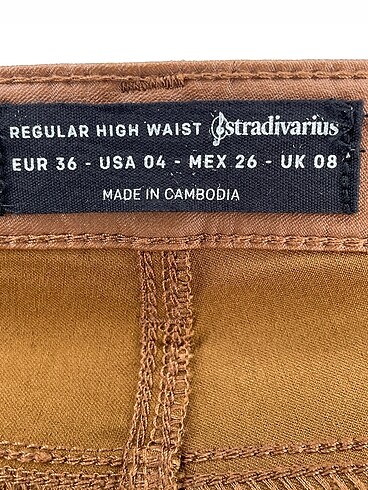 REGULAR HIGH WAIST stradivarius
EUR 36 - USA 04 - MEX 26 - UK 08
MADE IN CAMBODIA